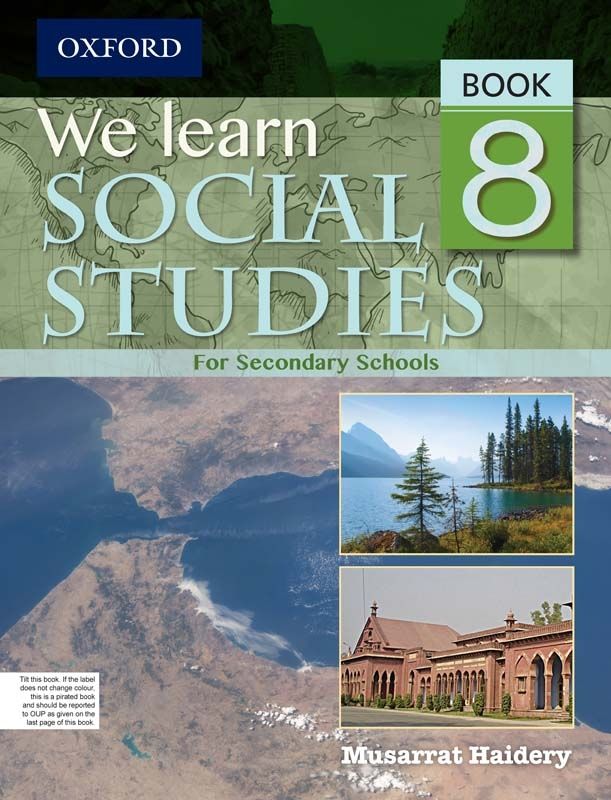 OXFORD
BOOK
8
We learn
SOCIAL
STUDIES
For Secondary Schools
Tilt this book. If the label
does not change colour,
this is a pirated book
and should be reported
to OUP as given on the
last page of this book.
Musarrat Haidery